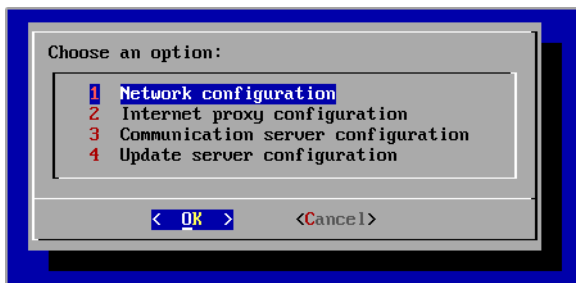 Choose an option:
1 Network configuration
2 Internet proxy configuration
3 Communication server configuration
4 Update server configuration
< OK > <Cancel>